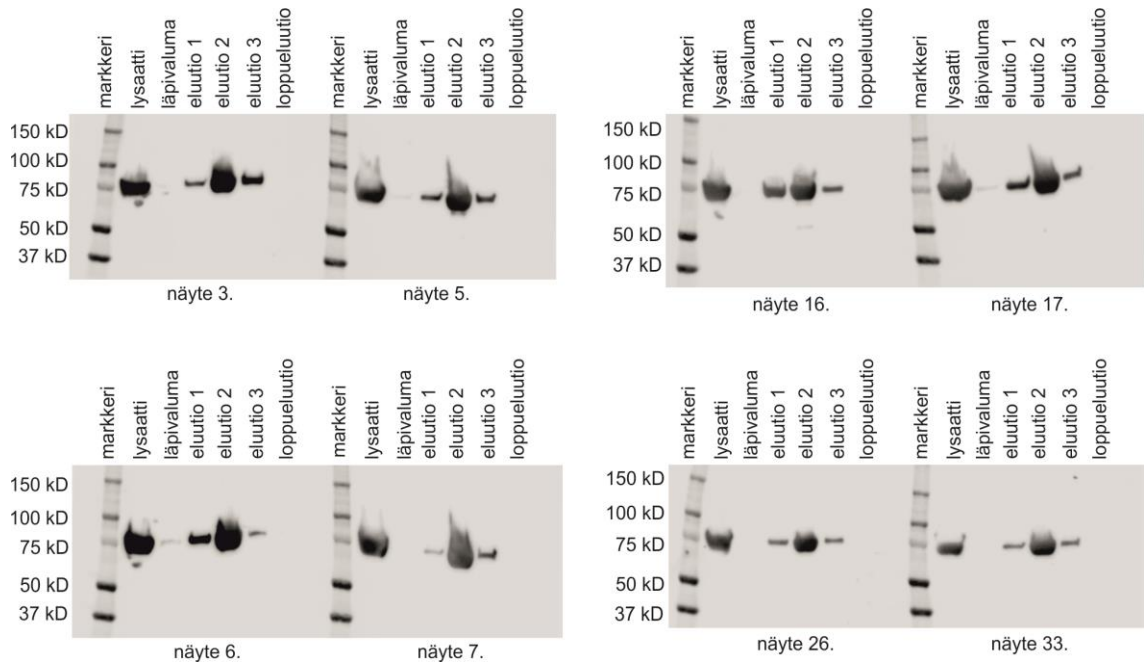 markkeri
lysaatti
läpivaluma
eluutio 1
eluutio 2
eluutio 3
loppueluutio
markkeri
lysaatti
läpivaluma
eluutio 1
eluutio 2
eluutio 3
loppueluutio
150 kD
100 kD
75 kD
50 kD
37 kD
näyte 3.
näyte 5.
markkeri
lysaatti
läpivaluma
eluutio 1
eluutio 2
eluutio 3
loppueluutio
markkeri
lysaatti
läpivaluma
eluutio 1
eluutio 2
eluutio 3
loppueluutio
150 kD
100 kD
75 kD
50 kD
37 kD
näyte 16.
näyte 17.
markkeri
lysaatti
läpivaluma
eluutio 1
eluutio 2
eluutio 3
loppueluutio
markkeri
lysaatti
läpivaluma
eluutio 1
eluutio 2
eluutio 3
loppueluutio
150 kD
100 kD
75 kD
50 kD
37 kD
näyte 6.
näyte 7.
markkeri
lysaatti
läpivaluma
eluutio 1
eluutio 2
eluutio 3
loppueluutio
markkeri
lysaatti
läpivaluma
eluutio 1
eluutio 2
eluutio 3
loppueluutio
150 kD
100 kD
75 kD
50 kD
37 kD
näyte 26.
näyte 33.